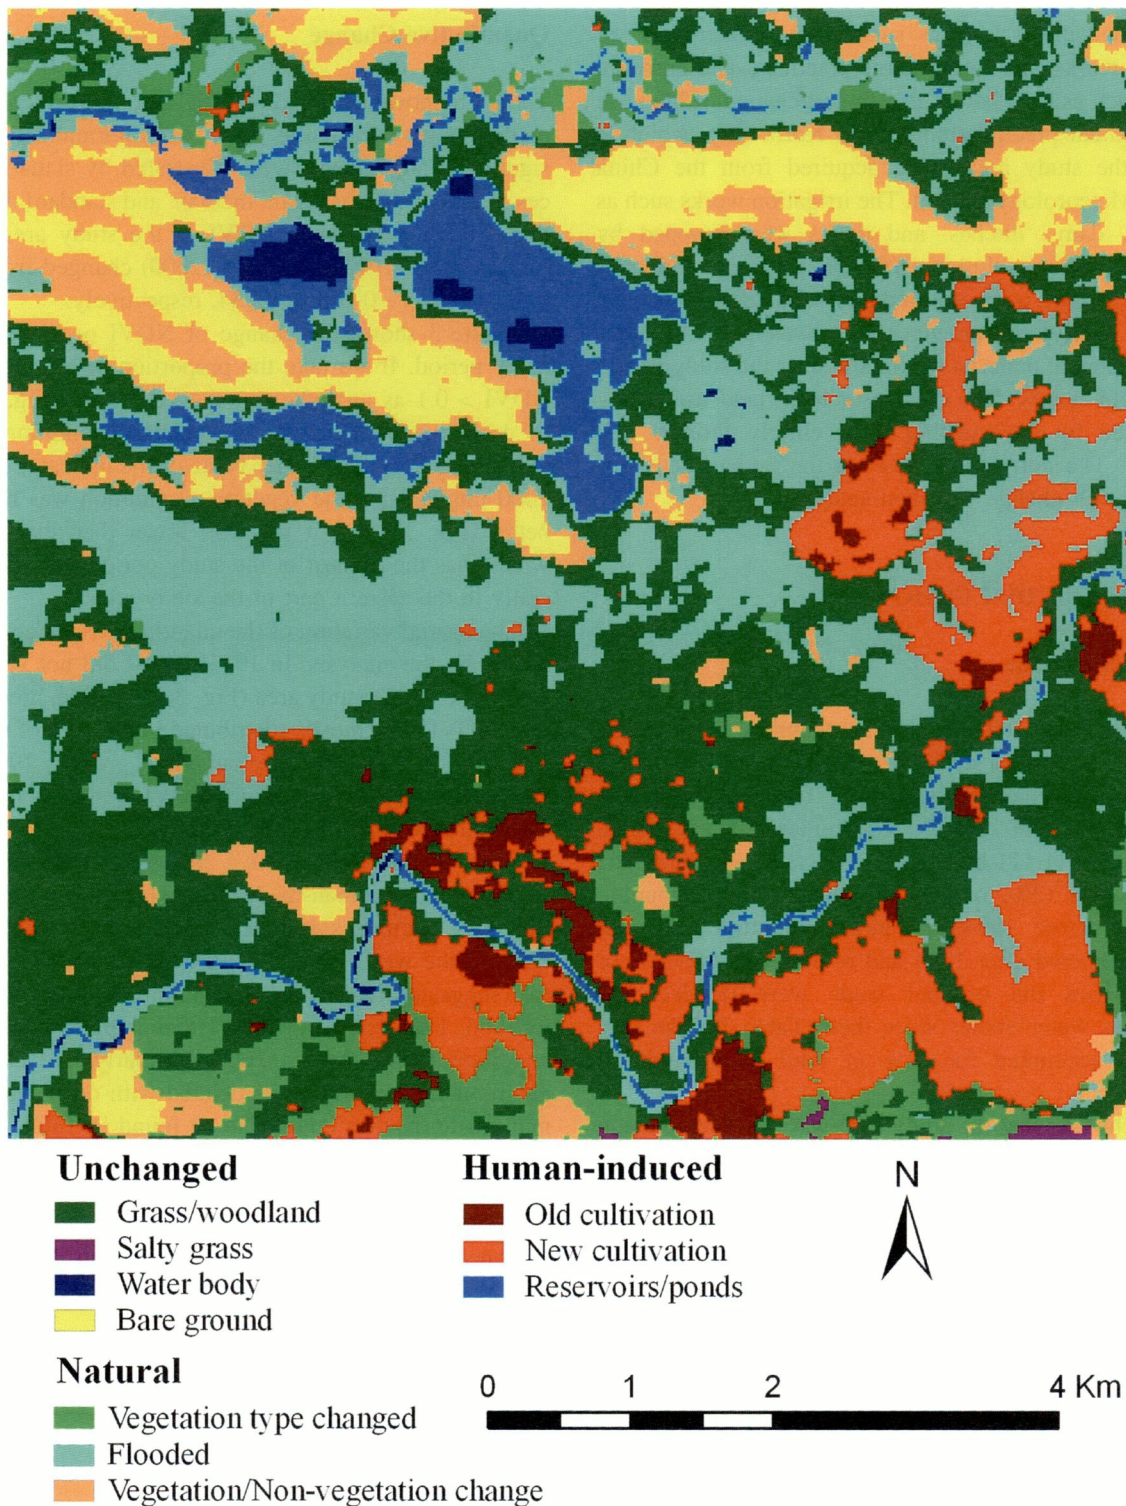 Unchanged
Grass/woodland
Salty grass
Water body
Bare ground
Natural
Vegetation type changed
Flooded
Vegetation/Non-vegetation change
Human-induced
Old cultivation
New cultivation
Reservoirs/ponds
N
0 1 2 4 Km